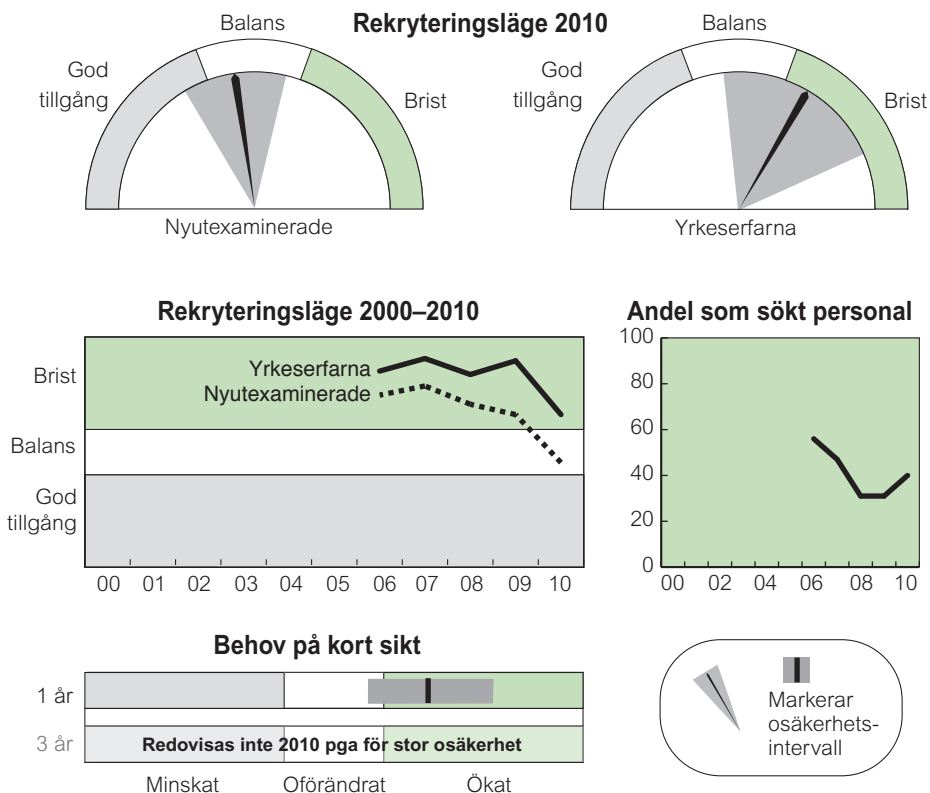 Rekryteringsläge 2010
Balans
God
tillgång
Brist
Nyutexaminerade
Balans
God
tillgång
Brist
Yrkeserfarna
Rekryteringsläge 2000–2010
Brist
Balans
God
tillgång
Yrkeserfarna
Nyutexaminerade
00 01 02 03 04 05 06 07 08 09 10
Andel som sökt personal
100
80
60
40
20
0
00 02 04 06 08 10
Behov på kort sikt
1 år
3 år
Redovisas inte 2010 pga för stor osäkerhet
Minskat Oförändrat Ökat
Markerar
osäkerhets-
intervall